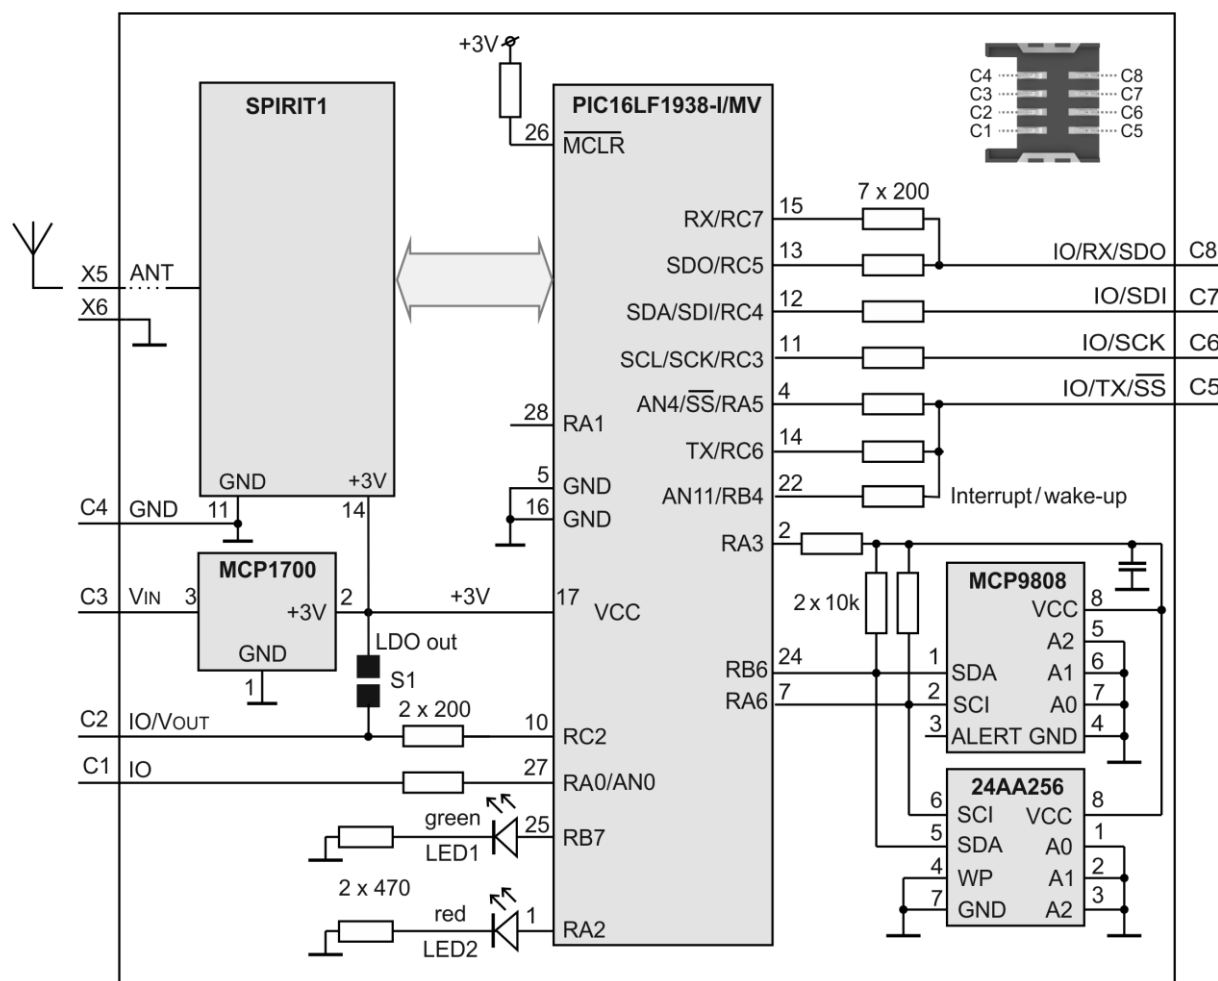 +3V
SPIRIT1
PIC16LF1938-I/MV
C4 C8
C3 C7
C2 C6
C1 C5
26 MCLR
7 x 200
15
RX/RC7
13
SDO/RC5
IO/RX/SDO C8
X5 ANT
12
SDA/SDI/RC4
IO/SDI C7
X6
11
SCL/SCK/RC3
IO/SCK C6
4
AN4/SS/RA5
IO/TX/SS C5
28 RA1
14
TX/RC6
GND +3V
5 GND
22
AN11/RB4
Interrupt/wake-up
C4 GND 11 14
16 GND
RA3 2
MCP1700
MCP9808
C3 VIN 3 +3V 2 +3V 17 VCC
2 x 10k
VCC 8
A2 5
GND
1
LDO out
S1
RB6 24
1 SDA A1 6
RA6 7
2 SCI A0 7
3 ALERT GND 4
C2 IO/VOUT 2 x 200 10 RC2
C1 IO 27 RA0/AN0
24AA256
6 SCI VCC 8
green
LED1
25 RB7
5 SDA A0 1
4 WP A1 2
2 x 470
7 GND A2 3
red
LED2
1 RA2